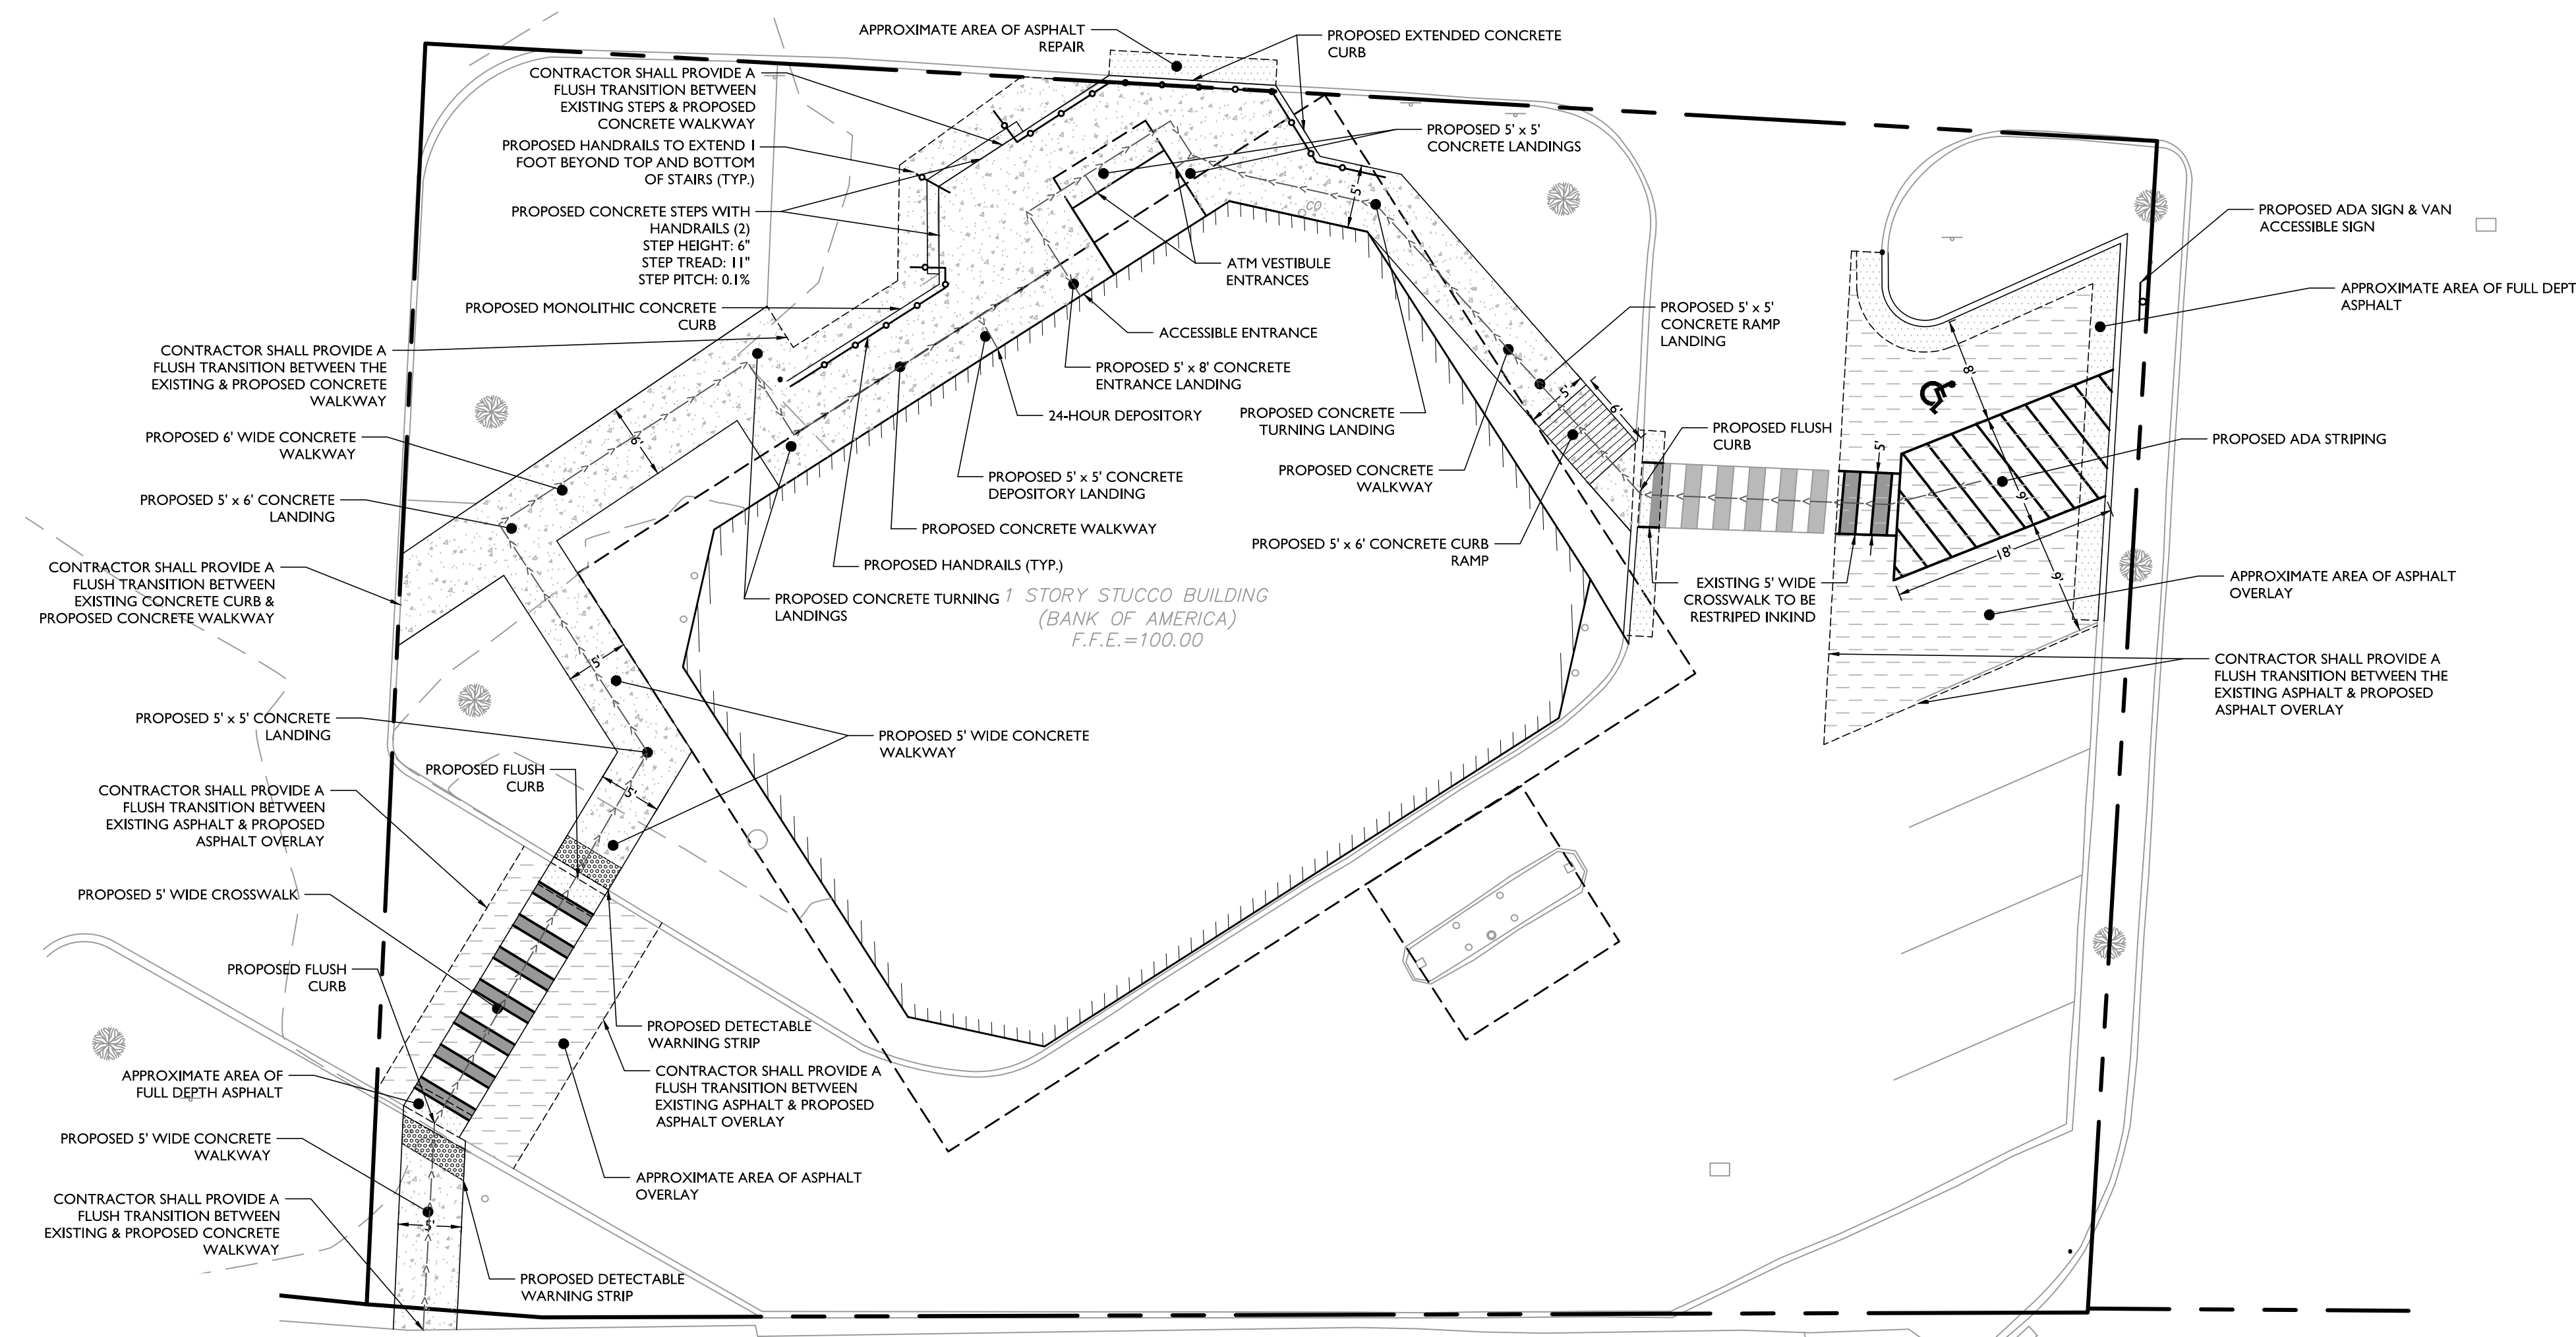 APPROXIMATE AREA OF ASPHALT
REPAIR
PROPOSED EXTENDED CONCRETE
CURB
CONTRACTOR SHALL PROVIDE A
FLUSH TRANSITION BETWEEN
EXISTING STEPS & PROPOSED
CONCRETE WALKWAY
PROPOSED HANDRAILS TO EXTEND 1
FOOT BEYOND TOP AND BOTTOM
OF STAIRS (TYP.)
PROPOSED CONCRETE STEPS WITH
HANDRAILS (2)
STEP HEIGHT: 6"
STEP TREAD: 11"
STEP PITCH: 0.1%
PROPOSED MONOLITHIC CONCRETE
CURB
CONTRACTOR SHALL PROVIDE A
FLUSH TRANSITION BETWEEN THE
EXISTING & PROPOSED CONCRETE
WALKWAY
PROPOSED 6' WIDE CONCRETE
WALKWAY
PROPOSED 5' x 6' CONCRETE
LANDING
CONTRACTOR SHALL PROVIDE A
FLUSH TRANSITION BETWEEN
EXISTING CONCRETE CURB &
PROPOSED CONCRETE WALKWAY
PROPOSED 5' x 5' CONCRETE
LANDING
CONTRACTOR SHALL PROVIDE A
FLUSH TRANSITION BETWEEN
EXISTING ASPHALT & PROPOSED
ASPHALT OVERLAY
PROPOSED 5' WIDE CROSSWALK
PROPOSED FLUSH
CURB
APPROXIMATE AREA OF
FULL DEPTH ASPHALT
PROPOSED 5' WIDE CONCRETE
WALKWAY
CONTRACTOR SHALL PROVIDE A
FLUSH TRANSITION BETWEEN
EXISTING & PROPOSED CONCRETE
WALKWAY
PROPOSED DETECTABLE
WARNING STRIP
APPROXIMATE AREA OF ASPHALT
OVERLAY
CONTRACTOR SHALL PROVIDE A
FLUSH TRANSITION BETWEEN
EXISTING ASPHALT & PROPOSED
ASPHALT OVERLAY
PROPOSED DETECTABLE
WARNING STRIP
PROPOSED FLUSH
CURB
PROPOSED 5' WIDE CONCRETE
WALKWAY
PROPOSED CONCRETE TURNING
LANDINGS
PROPOSED HANDRAILS (TYP.)
PROPOSED CONCRETE WALKWAY
PROPOSED 5' x 5' CONCRETE
DEPOSITORY LANDING
24-HOUR DEPOSITORY
PROPOSED 5' x 8' CONCRETE
ENTRANCE LANDING
ACCESSIBLE ENTRANCE
ATM VESTIBULE
ENTRANCES
PROPOSED 5' x 5'
CONCRETE LANDINGS
CO
1 STORY STUCCO BUILDING
(BANK OF AMERICA)
F.F.E.=100.00
PROPOSED CONCRETE
TURNING LANDING
PROPOSED CONCRETE
WALKWAY
PROPOSED 5' x 6' CONCRETE CURB
RAMP
PROPOSED 5' x 5'
CONCRETE RAMP
LANDING
PROPOSED FLUSH
CURB
EXISTING 5' WIDE
CROSSWALK TO BE
RESTRIPED INKIND
PROPOSED ADA SIGN & VAN
ACCESSIBLE SIGN
APPROXIMATE AREA OF FULL DEPT
ASPHALT
PROPOSED ADA STRIPING
APPROXIMATE AREA OF ASPHALT
OVERLAY
CONTRACTOR SHALL PROVIDE A
FLUSH TRANSITION BETWEEN THE
EXISTING ASPHALT & PROPOSED
ASPHALT OVERLAY
6'
5'
5'
5'
5'
5'
6'
5'
8'
9'
9'
18'